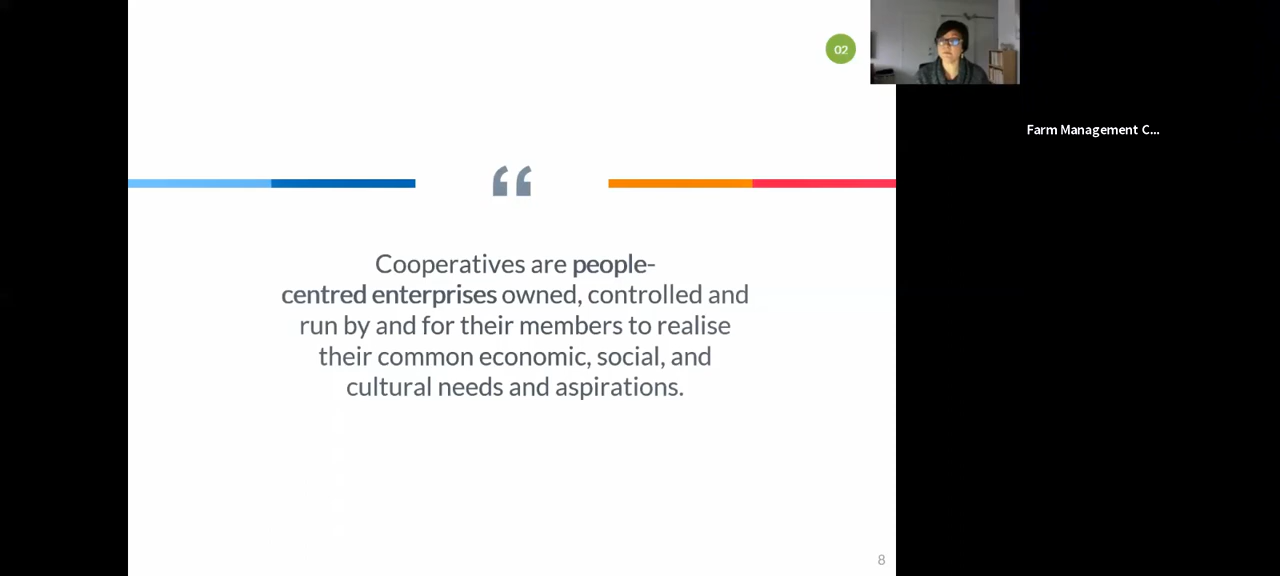 02
Farm Management C...
“
Cooperatives are people-
centred enterprises owned, controlled and
run by and for their members to realise
their common economic, social, and
cultural needs and aspirations.
8